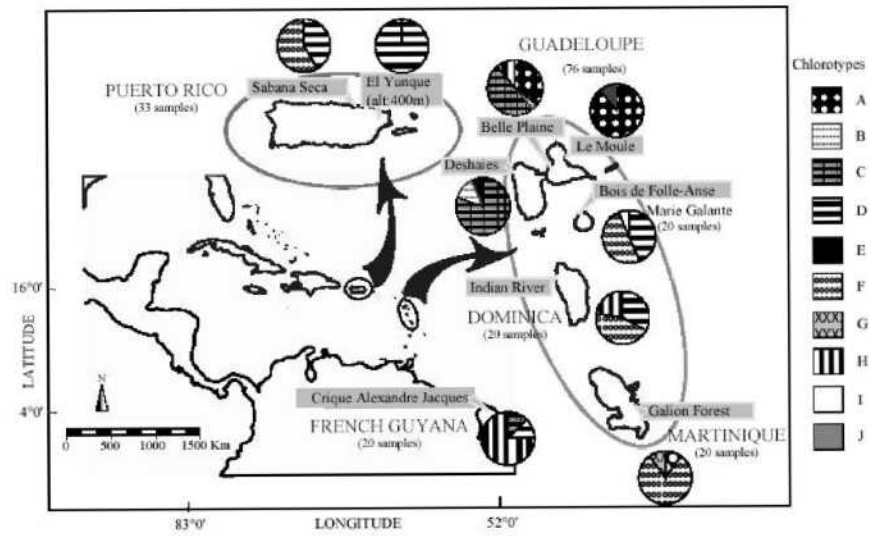 GUADELOUPE
(76 samples)
PUERTO RICO
(33 samples)
Sabana Seca
El Yunque
(alt:400m)
Belle Plaine
Le Moule
Deshaies
Bois de Folle-Anse
Marie Galante
(20 samples)
Indian River
DOMINICA
(20 samples)
Crique Alexandre Jacques
FRENCH GUYANA
(20 samples)
Galion Forest
MARTINIQUE
(20 samples)
Chlorotypes
A
B
C
D
E
F
G
H
I
J
16°0'
4°0'
LATITUDE
N
0 500 1000 1500 Km
83°0'
LONGITUDE
52°0'